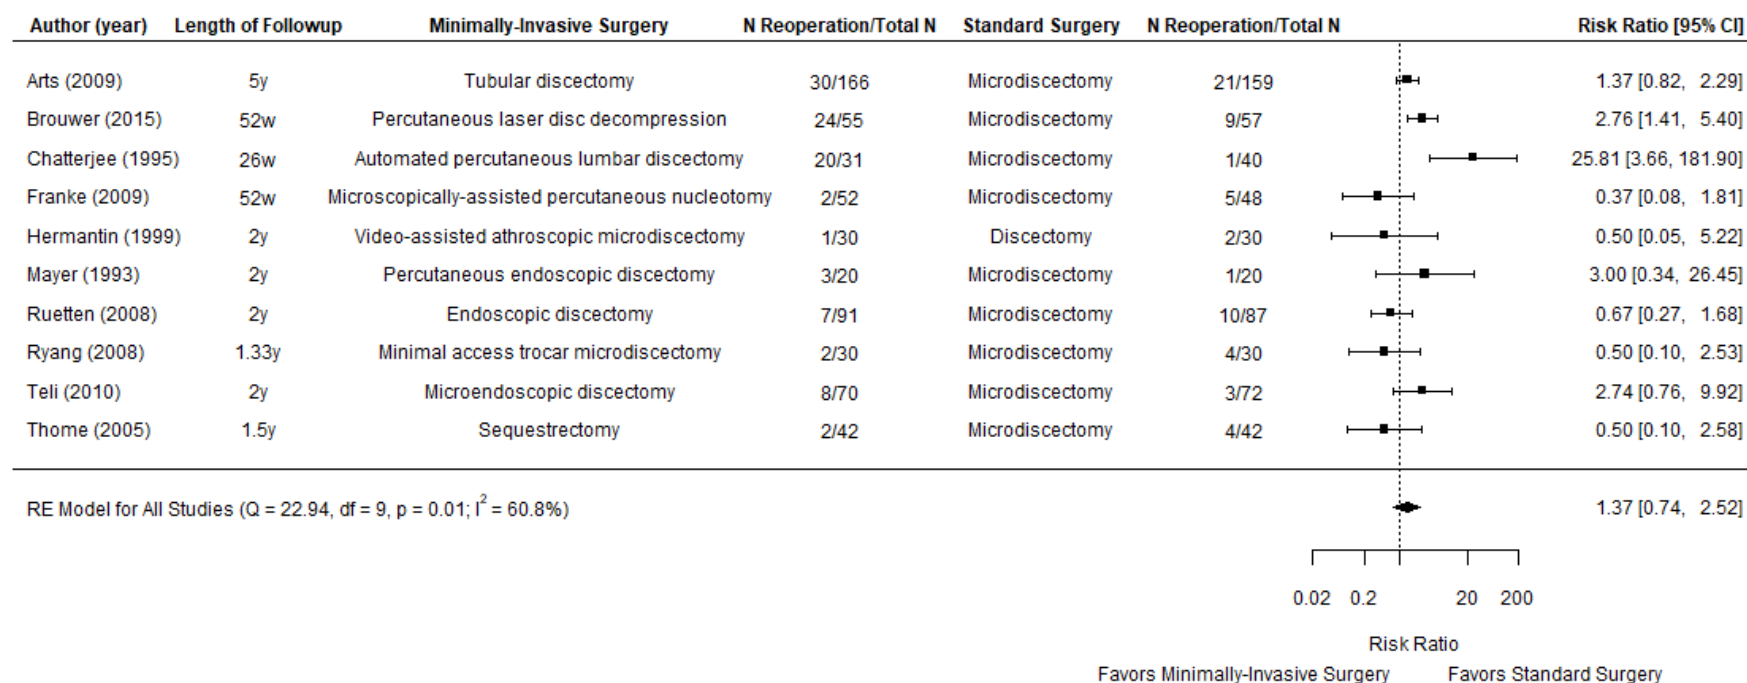 Author (year) Length of Followup Minimally-Invasive Surgery N Reoperation/Total N Standard Surgery N Reoperation/Total N Risk Ratio [95% CI]
Arts (2009) 5y Tubular discectomy 30/166 Microdiscectomy 21/159 1.37 [0.82, 2.29]
Brouwer (2015) 52w Percutaneous laser disc decompression 24/55 Microdiscectomy 9/57 2.76 [1.41, 5.40]
Chatterjee (1995) 26w Automated percutaneous lumbar discectomy 20/31 Microdiscectomy 1/40 25.81 [3.66, 181.90]
Franke (2009) 52w Microscopically-assisted percutaneous nucleotomy 2/52 Microdiscectomy 5/48 0.37 [0.08, 1.81]
Hermantin (1999) 2y Video-assisted athroscopic microdiscectomy 1/30 Discectomy 2/30 0.50 [0.05, 5.22]
Mayer (1993) 2y Percutaneous endoscopic discectomy 3/20 Microdiscectomy 1/20 3.00 [0.34, 26.45]
Ruetten (2008) 2y Endoscopic discectomy 7/91 Microdiscectomy 10/87 0.67 [0.27, 1.68]
Ryang (2008) 1.33y Minimal access trocar microdiscectomy 2/30 Microdiscectomy 4/30 0.50 [0.10, 2.53]
Teli (2010) 2y Microendoscopic discectomy 8/70 Microdiscectomy 3/72 2.74 [0.76, 9.92]
Thome (2005) 1.5y Sequestrectomy 2/42 Microdiscectomy 4/42 0.50 [0.10, 2.58]
RE Model for All Studies (Q = 22.94, df = 9, p = 0.01; I² = 60.8%) 1.37 [0.74, 2.52]
0.02 0.2 20 200
Risk Ratio
Favors Minimally-Invasive Surgery Favors Standard Surgery